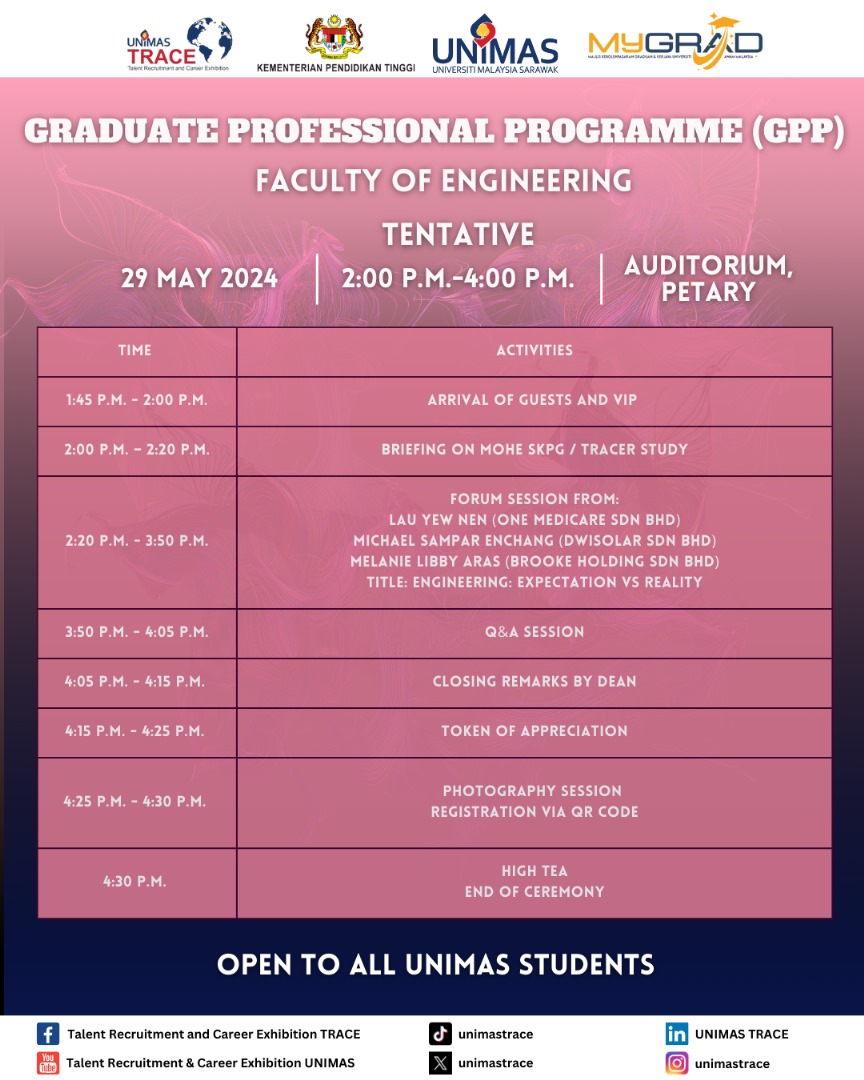 UNIMAS
TRACE
Talent Recruitment and Career Exhibition
KEMENTERIAN PENDIDIKAN TINGGI
UNIMAS
UNIVERSITI MALAYSIA SARAWAK
MYGRAD
GRADUATE PROFESSIONAL PROGRAMME (GPP)
FACULTY OF ENGINEERING
TENTATIVE
29 MAY 2024
2:00 P.M.-4:00 P.M.
AUDITORIUM,
PETARY
TIME
ACTIVITIES
1:45 P.M. - 2:00 P.M.
ARRIVAL OF GUESTS AND VIP
2:00 P.M. – 2:20 P.M.
BRIEFING ON MOHE SKPG / TRACER STUDY
2:20 P.M. - 3:50 P.M.
FORUM SESSION FROM:
LAU YEW NEN (ONE MEDICARE SDN BHD)
MICHAEL SAMPAR ENCHANG (DWISOLAR SDN BHD)
MELANIE LIBBY ARAS (BROOKE HOLDING SDN BHD)
TITLE: ENGINEERING: EXPECTATION VS REALITY
3:50 P.M. - 4:05 P.M.
Q&A SESSION
4:05 P.M. - 4:15 P.M.
CLOSING REMARKS BY DEAN
4:15 P.M. - 4:25 P.M.
TOKEN OF APPRECIATION
4:25 P.M. - 4:30 P.M.
PHOTOGRAPHY SESSION
REGISTRATION VIA QR CODE
4:30 P.M.
HIGH TEA
END OF CEREMONY
OPEN TO ALL UNIMAS STUDENTS
Talent Recruitment and Career Exhibition TRACE
unimastrace
UNIMAS TRACE
You
Tube
Talent Recruitment & Career Exhibition UNIMAS
unimastrace
unimastrace